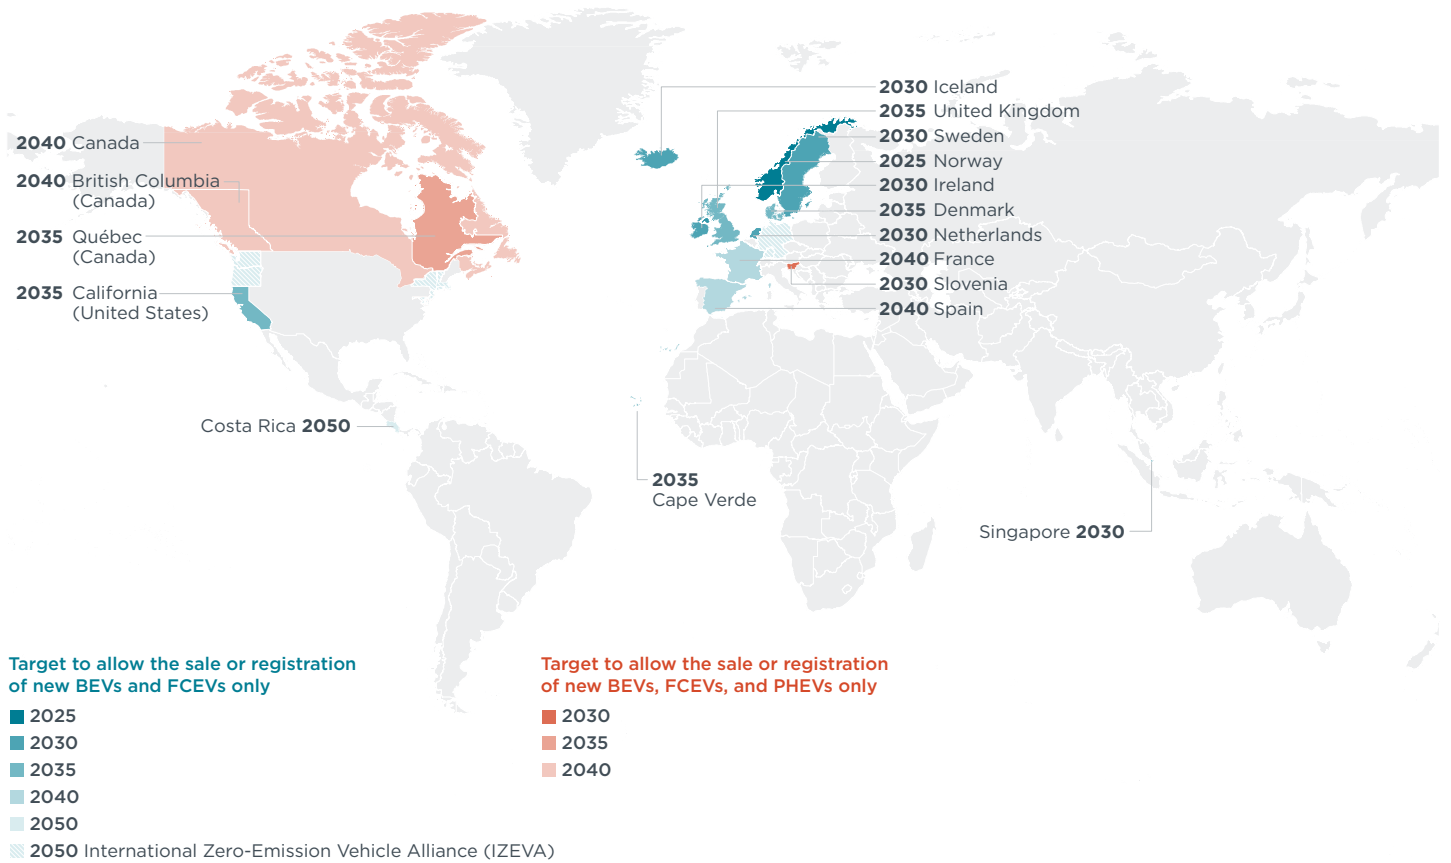 2040 Canada
2040 British Columbia
(Canada)
2035 Québec
(Canada)
2035 California
(United States)
2030 Iceland
2035 United Kingdom
2030 Sweden
2025 Norway
2030 Ireland
2035 Denmark
2030 Netherlands
2040 France
2030 Slovenia
2040 Spain
Costa Rica 2050
2035
Cape Verde
Singapore 2030
Target to allow the sale or registration
of new BEVs and FCEVs only
2025
2030
2035
2040
2050
2050 International Zero-Emission Vehicle Alliance (IZEVA)
Target to allow the sale or registration
of new BEVs, FCEVs, and PHEVs only
2030
2035
2040